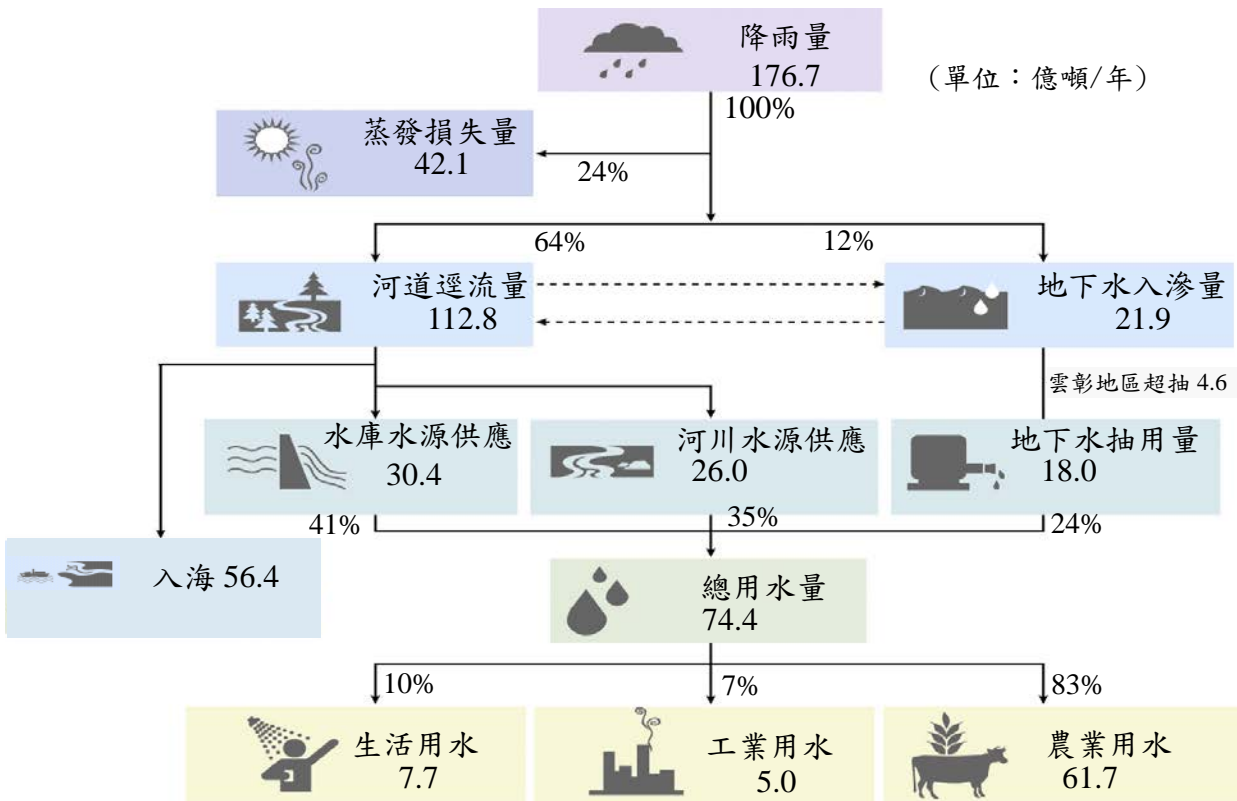 降雨量
176.7
(單位：億噸/年)
100%
蒸發損失量
42.1
24%
64%
12%
河道逕流量
112.8
地下水入滲量
21.9
雲彰地區超抽 4.6
水庫水源供應
30.4
河川水源供應
26.0
地下水抽用量
18.0
41%
35%
24%
入海 56.4
總用水量
74.4
10%
7%
83%
生活用水
7.7
工業用水
5.0
農業用水
61.7